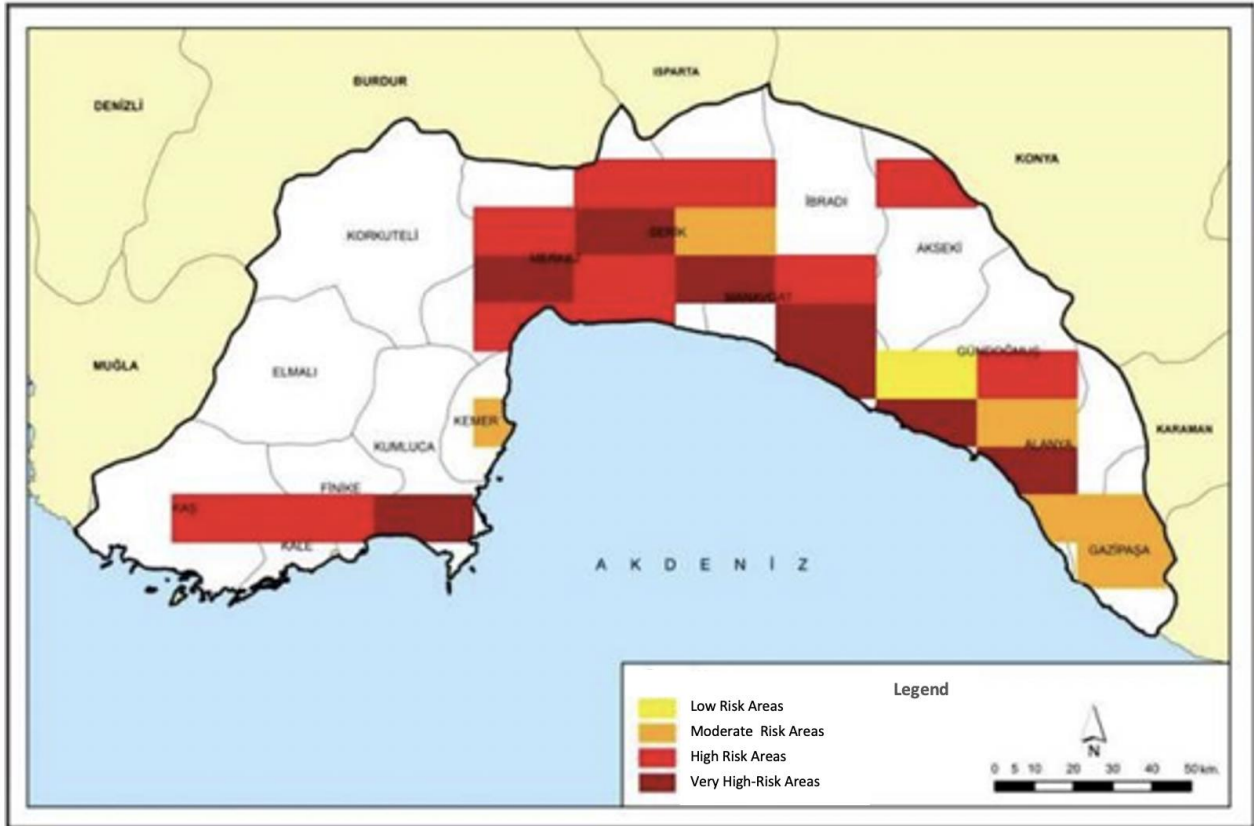 ISPARTA
BURDUR
DENİZLİ
KONYA
İBRADI
KORKUTELİ
SERİK
AKSEKİ
MERKEZ
MANAVGAT
GÜNDOĞMUŞ
MUĞLA
ELMALI
KEMER
KARAMAN
KUMLUCA
ALANYA
FİNİKE
KAŞ
KALE
GAZİPAŞA
A K D E N İ Z
Legend
Low Risk Areas
Moderate Risk Areas
High Risk Areas
Very High-Risk Areas
N
0 5 10 20 30 40 50 km.